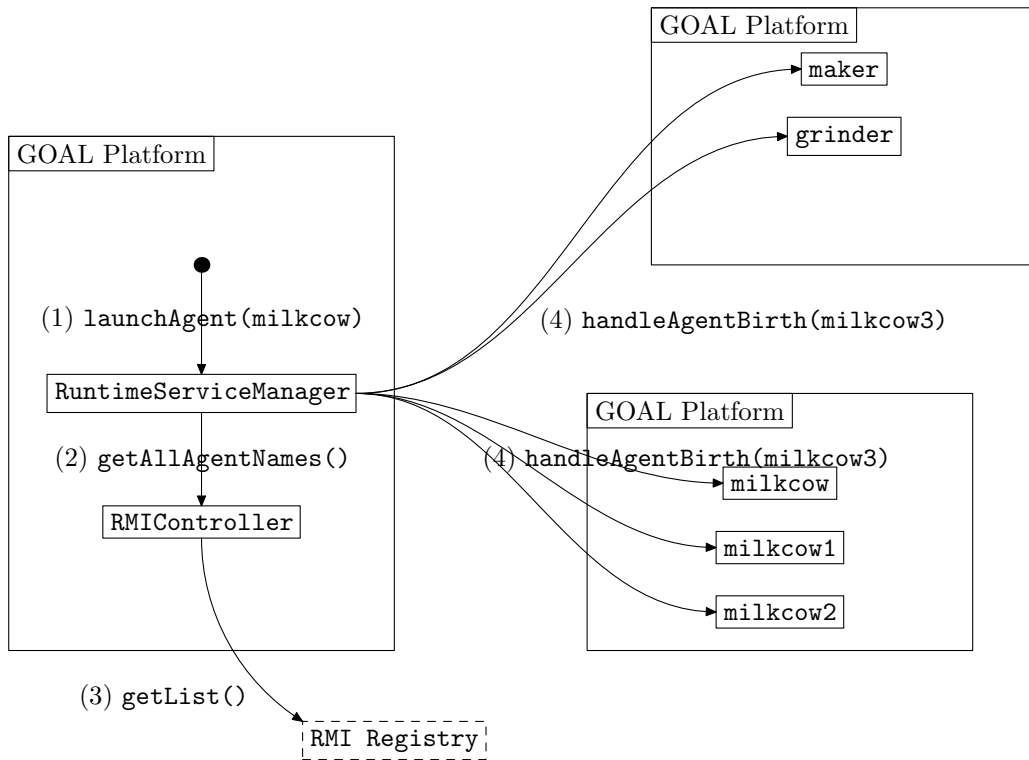 GOAL Platform
maker
grinder
GOAL Platform
(1) launchAgent(milkcow)
(4) handleAgentBirth(milkcow3)
RuntimeServiceManager
GOAL Platform
(2) getAllAgentNames()
(4) handleAgentBirth(milkcow3)
milkcow
RMIController
milkcow1
milkcow2
(3) getList()
RMI Registry